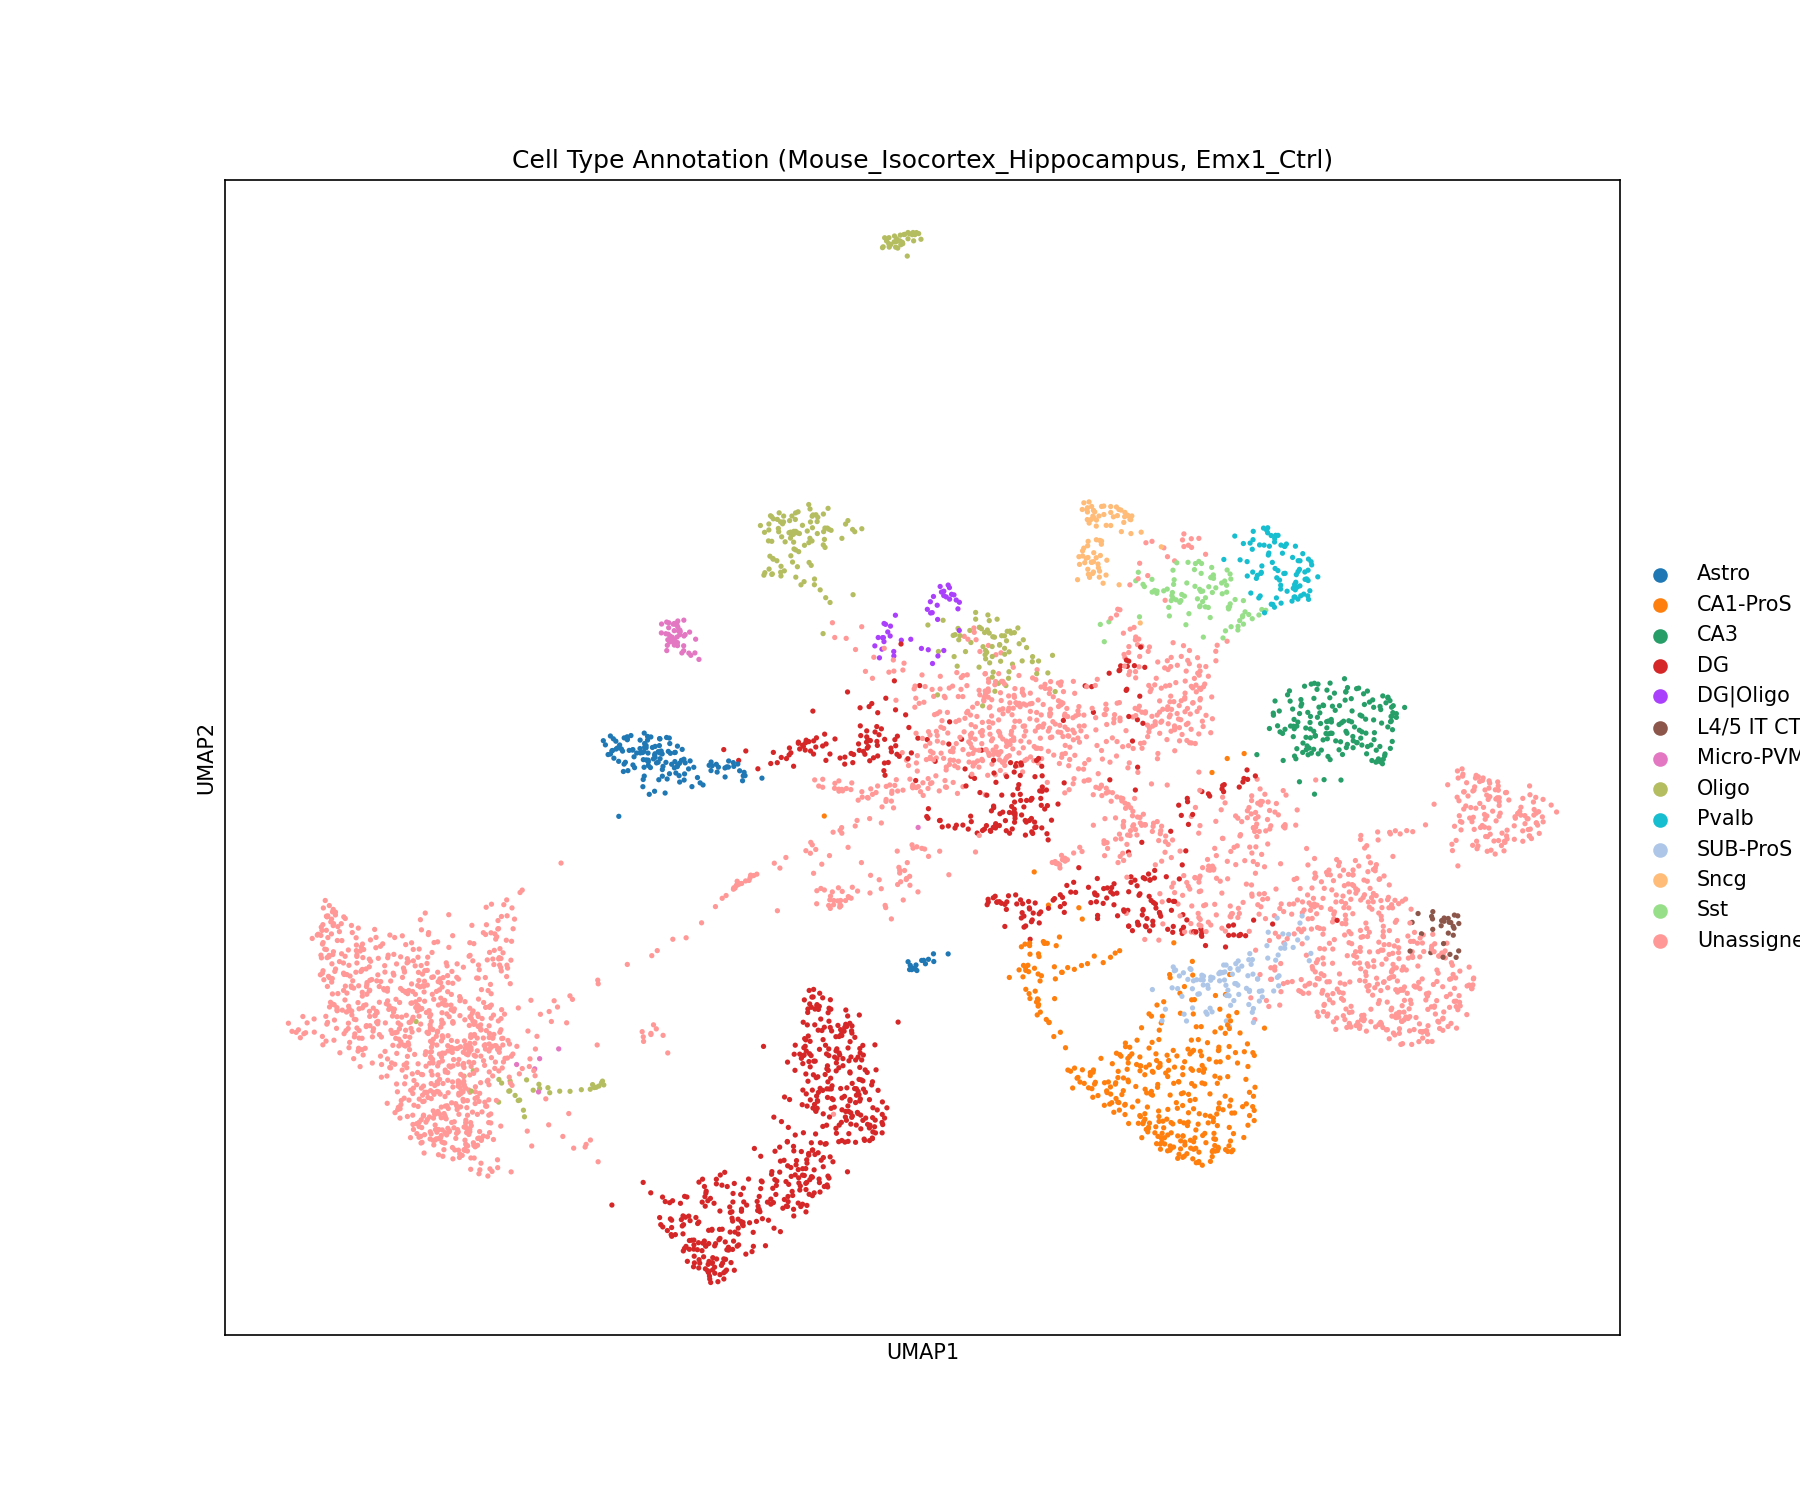 Cell Type Annotation (Mouse_Isocortex_Hippocampus, Emx1_Ctrl)
UMAP2
UMAP1
Astro
CA1-ProS
CA3
DG
DG|Oligo
L4/5 IT CT
Micro-PVM
Oligo
Pvalb
SUB-ProS
Sncg
Sst
Unassigne